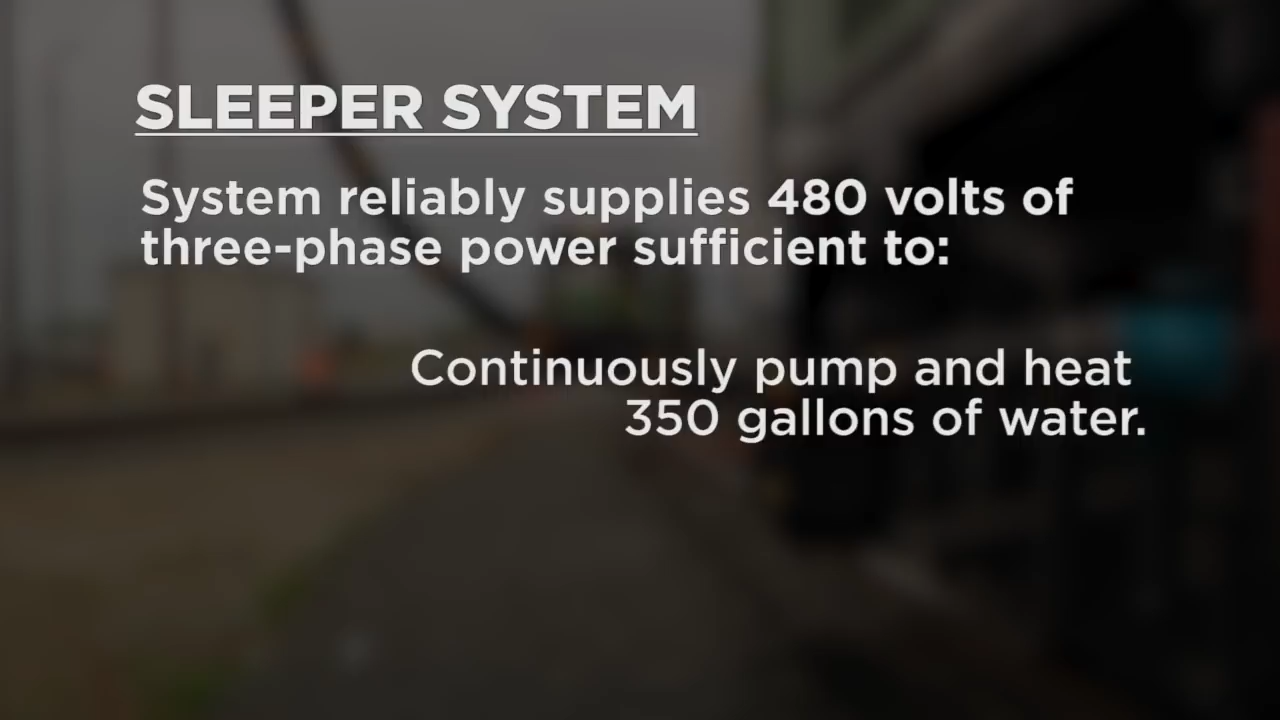 SLEEPER SYSTEM
System reliably supplies 480 volts of
three-phase power sufficient to:
Continuously pump and heat
350 gallons of water.